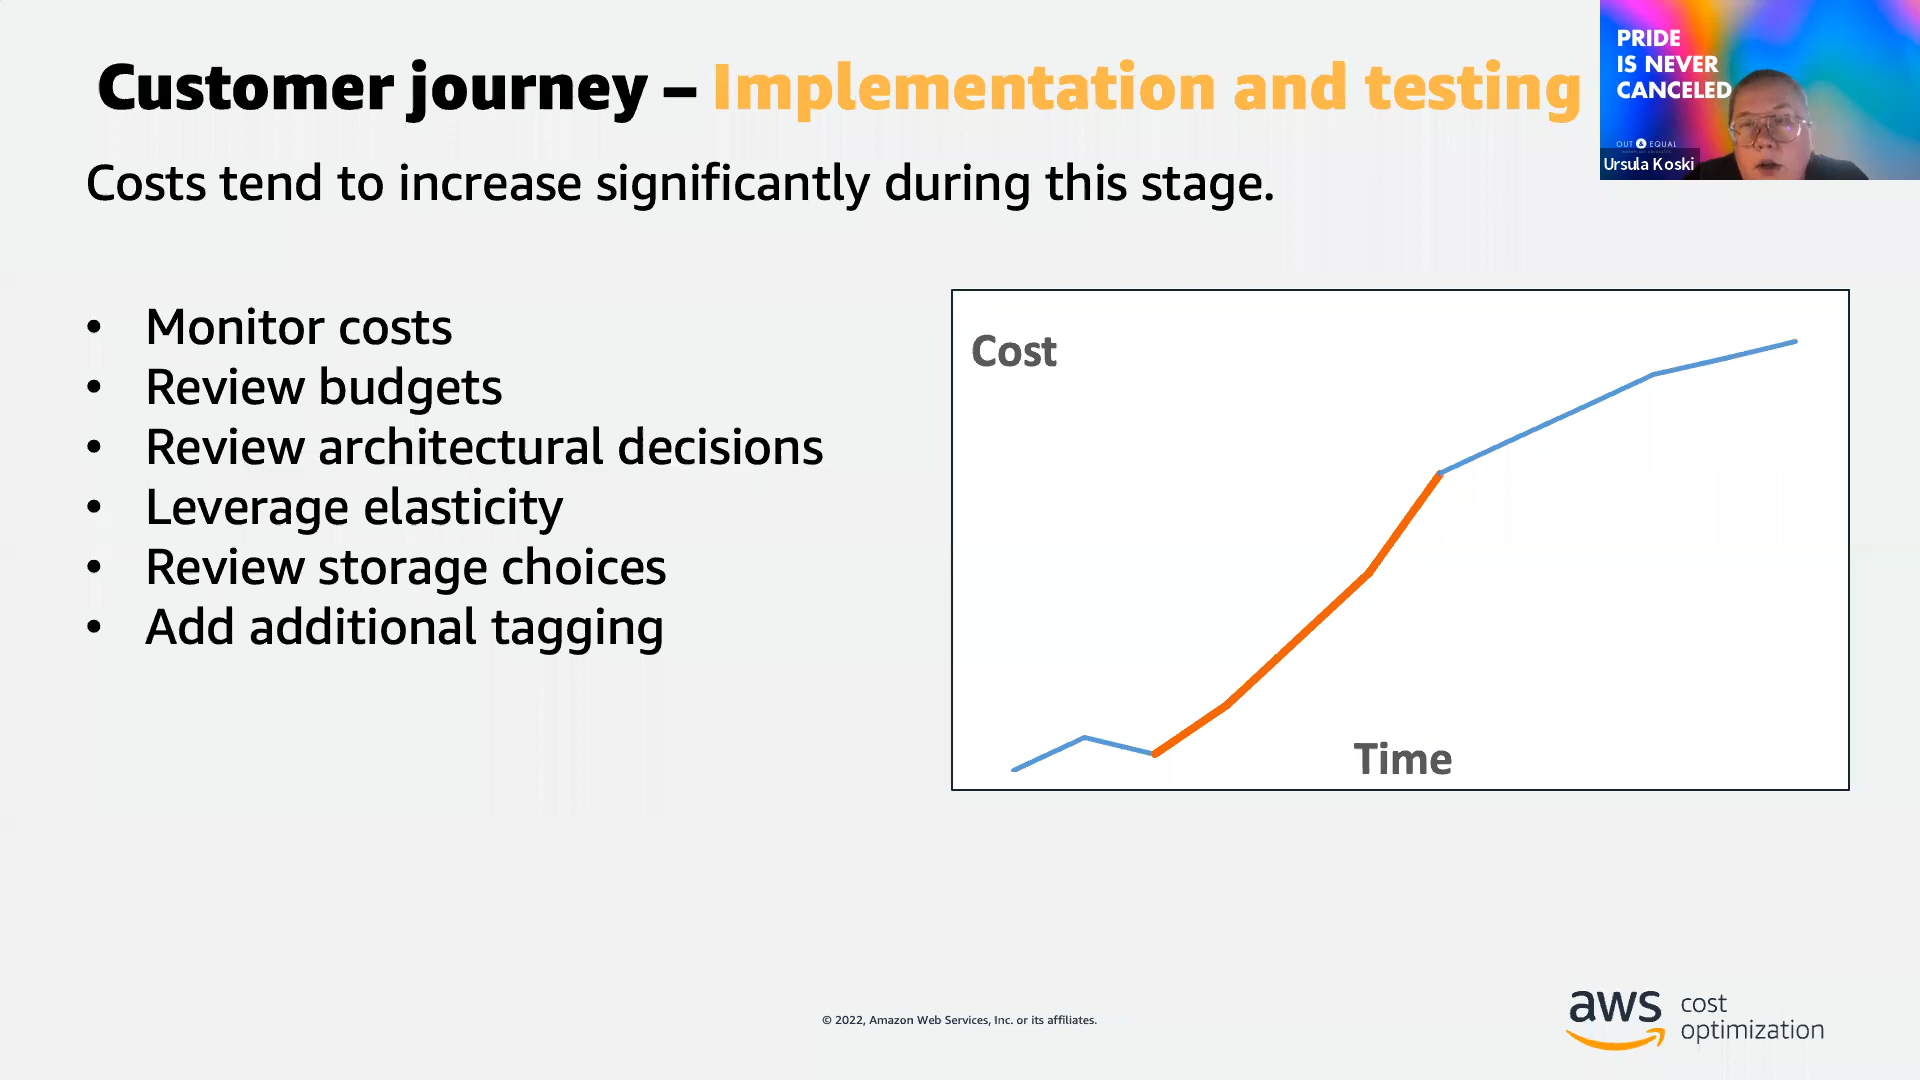 Customer journey – Implementation and testing
Costs tend to increase significantly during this stage.
PRIDE
IS NEVER
CANCELED
OUT & EQUAL
Ursula Koski
• Monitor costs
• Review budgets
• Review architectural decisions
• Leverage elasticity
• Review storage choices
• Add additional tagging
Cost
Time
© 2022, Amazon Web Services, Inc. or its affiliates.
aws cost
optimization